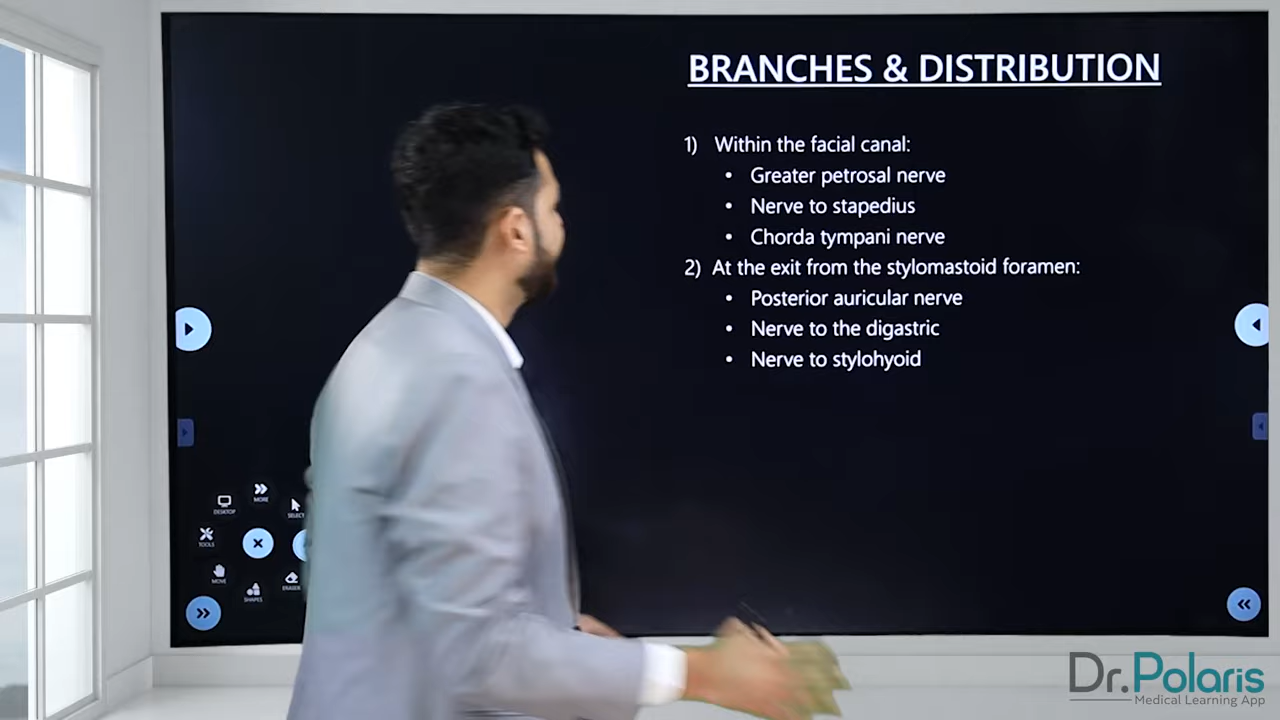 BRANCHES & DISTRIBUTION
1) Within the facial canal:
• Greater petrosal nerve
• Nerve to stapedius
• Chorda tympani nerve
2) At the exit from the stylomastoid foramen:
• Posterior auricular nerve
• Nerve to the digastric
• Nerve to stylohyoid
MORE
DESKTOP
SELECT
TOOLS
MOVE
SHAPES
ERASER
Dr.Polaris
Medical Learning App